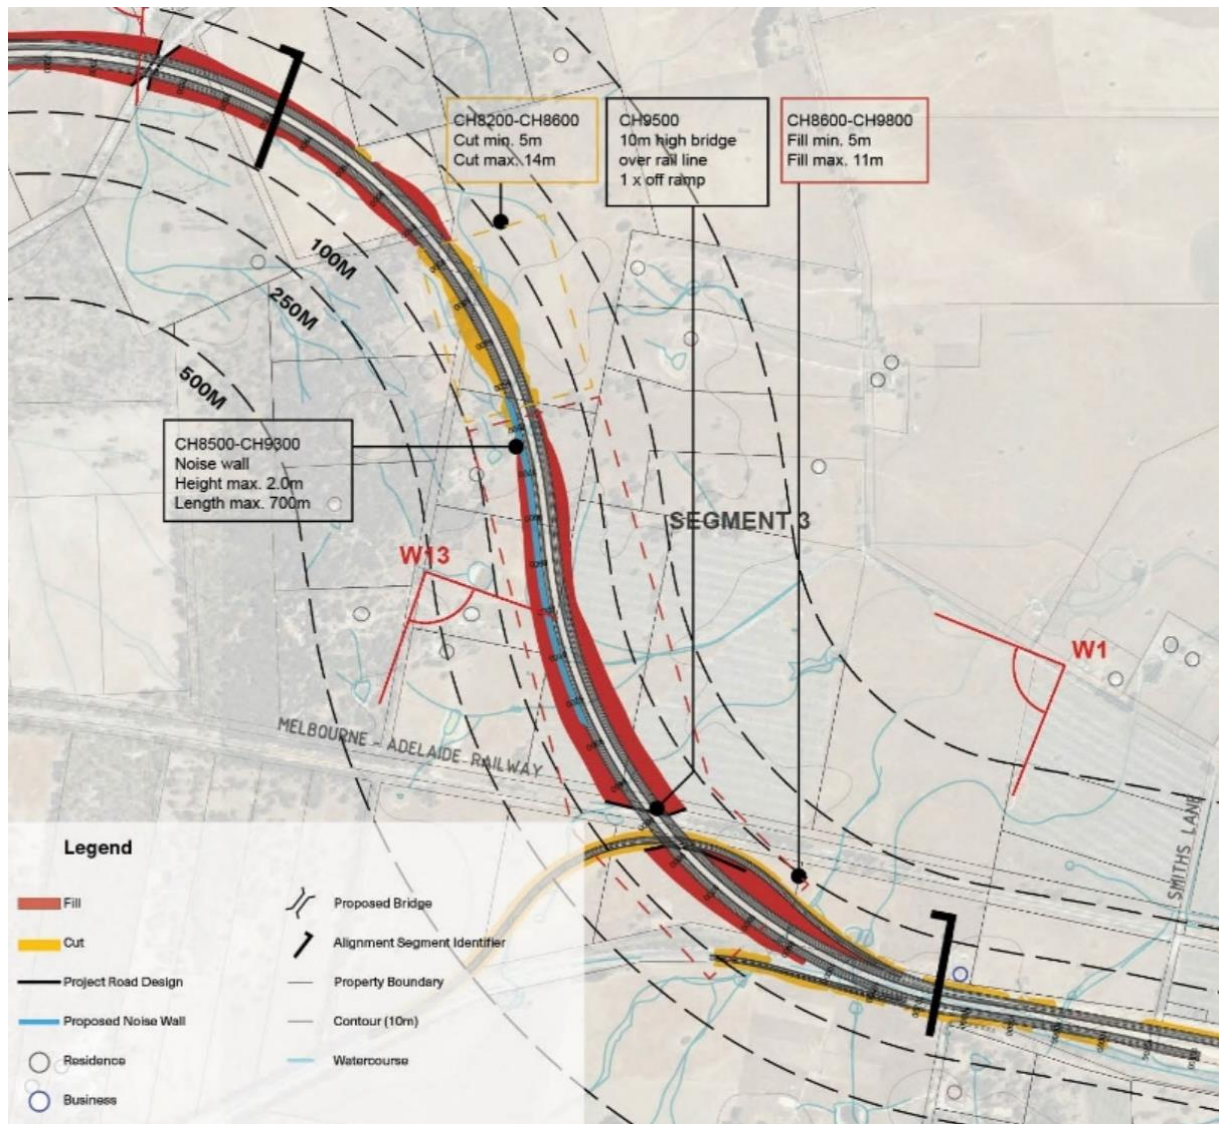 CH8200-CH8600
Cut min. 5m
Cut max. 14m
CH9500
10m high bridge
over rail line
1 x off ramp
CH8600-CH9800
Fill min. 5m
Fill max. 11m
100M
250M
500M
CH8500-CH9300
Noise wall
Height max. 2.0m
Length max. 700m
SEGMENT 3
W13
W1
MELBOURNE - ADELAIDE RAILWAY
SMITHS LANE
Legend
Fill
Cut
Project Road Design
Proposed Noise Wall
Residence
Business
Proposed Bridge
Alignment Segment Identifier
Property Boundary
Contour (10m)
Watercourse